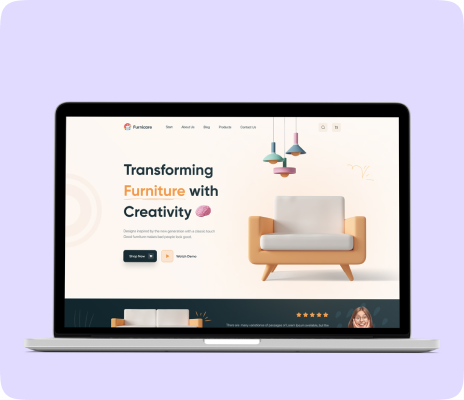 Furnicare
Start About Us Blog Products Contact Us
Transforming
Furniture with
Creativity
Designs inspired by the new generation with a classic touch
Good furniture makes told people look good.
Shop Now
Watch Demo
There are many variations of passages of Lorem Ipsum available, but the